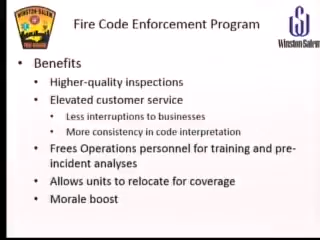 WINSTON-SALEM
Fire Code Enforcement Program
Winston-Salem
• Benefits
• Higher-quality inspections
• Elevated customer service
• Less interruptions to businesses
• More consistency in code interpretation
• Frees Operations personnel for training and pre-
incident analyses
• Allows units to relocate for coverage
• Morale boost